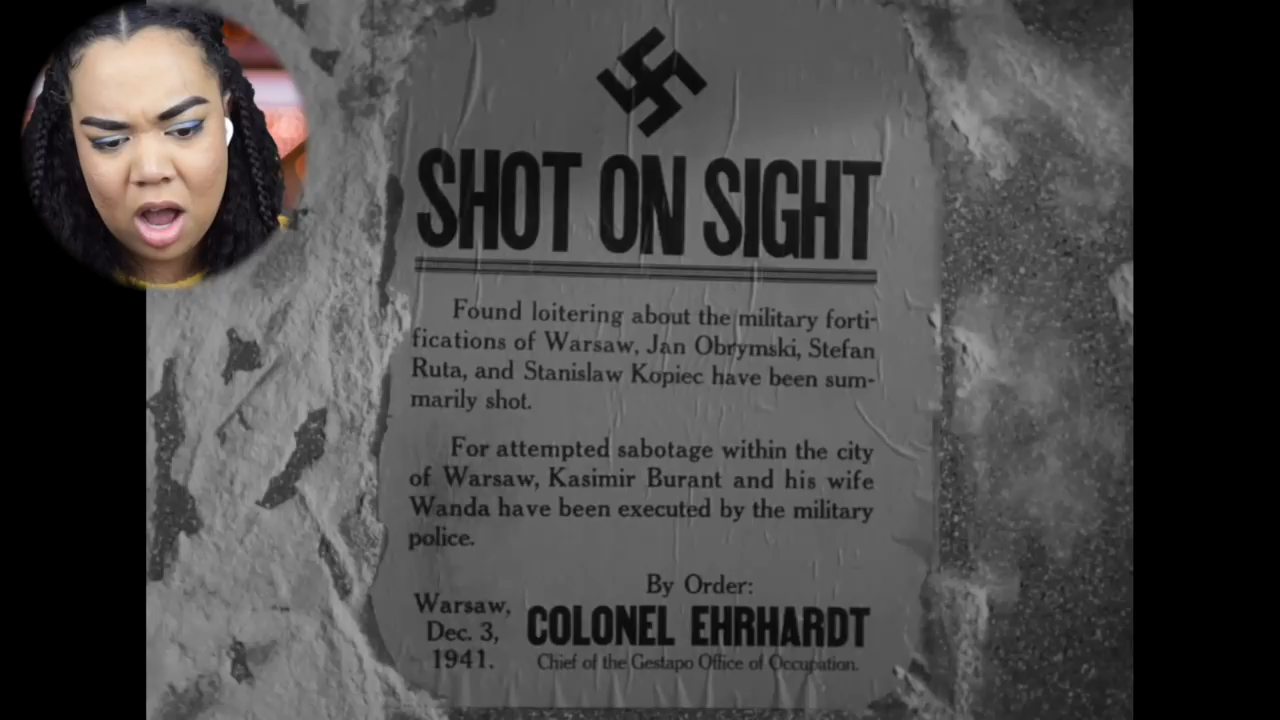 SHOT ON SIGHT
Found loitering about the military forti-
fications of Warsaw, Jan Obrymski, Stefan
Ruta, and Stanislaw Kopiec have been sum-
marily shot.
For attempted sabotage within the city
of Warsaw, Kasimir Burant and his wife
Wanda have been executed by the military
police.
By Order:
Warsaw,
Dec. 3,
1941.
COLONEL EHRHARDT
Chief of the Gestapo Office of Occupation.